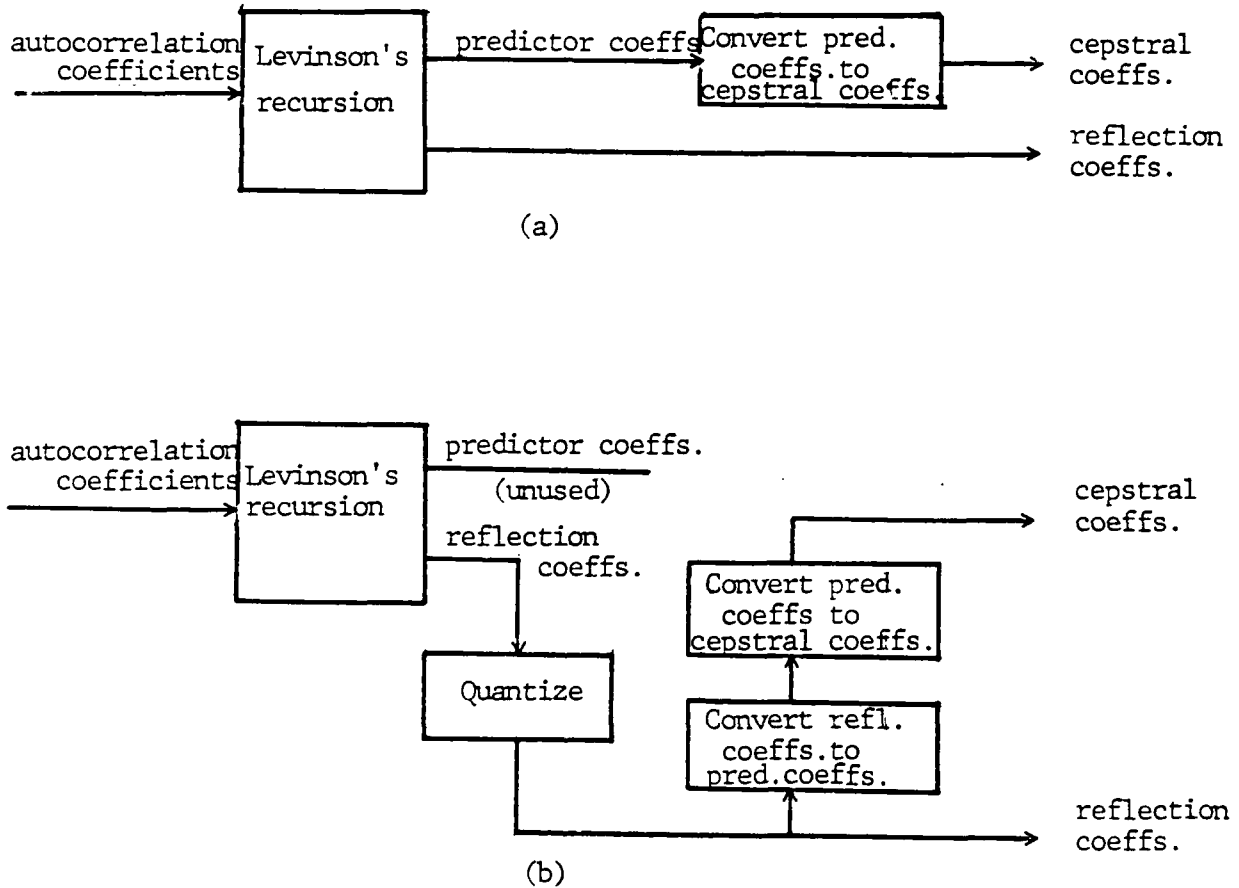 autocorrelation
coefficients
Levinson's
recursion
predictor coeffs
Convert pred.
coeffs.to
cepstral coeffs.
cepstral
coeffs.
reflection
coeffs.
(a)
autocorrelation
coefficients
Levinson's
recursion
predictor coeffs.
(unused)
reflection
coeffs.
Quantize
Convert pred.
coeffs to
cepstral coeffs.
Convert refl.
coeffs.to
pred.coeffs.
cepstral
coeffs.
reflection
coeffs.
(b)